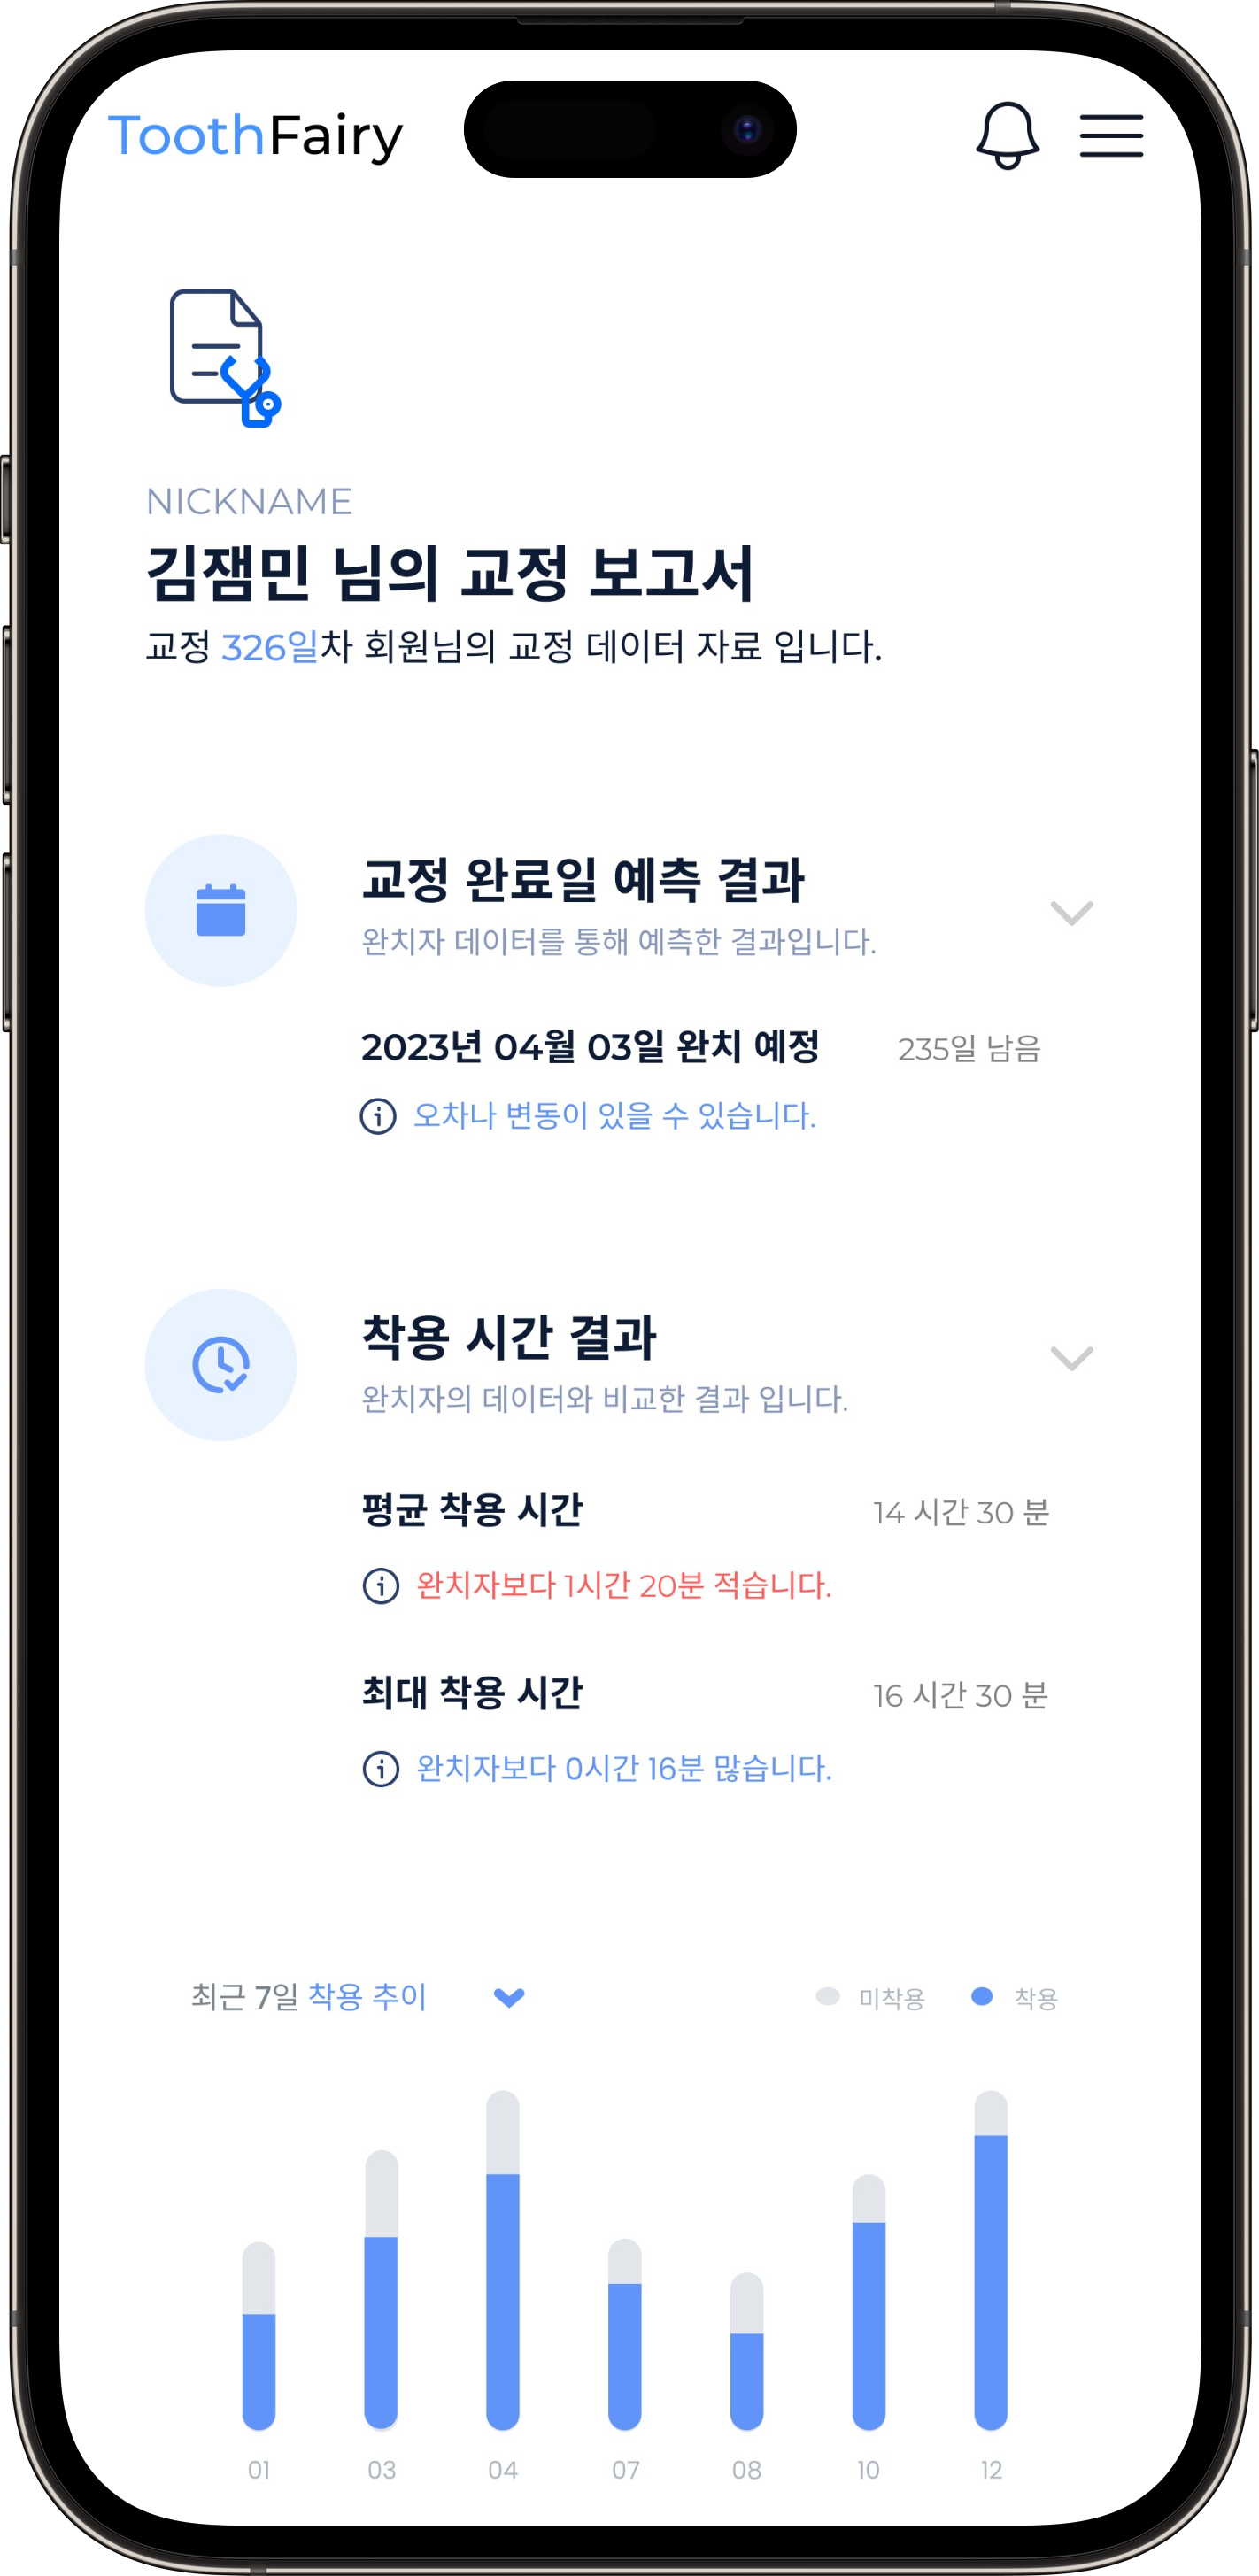 ToothFairy
NICKNAME
김잼민 님의 교정 보고서
교정 326일차 회원님의 교정 데이터 자료 입니다.
교정 완료일 예측 결과
완치자 데이터를 통해 예측한 결과입니다.
2023년 04월 03일 완치 예정 235일 남음
오차나 변동이 있을 수 있습니다.
착용 시간 결과
완치자의 데이터와 비교한 결과 입니다.
평균 착용 시간 14 시간 30 분
완치자보다 1시간 20분 적습니다.
최대 착용 시간 16 시간 30 분
완치자보다 0시간 16분 많습니다.
최근 7일 착용 추이 미착용 착용
01 03 04 07 08 10 12